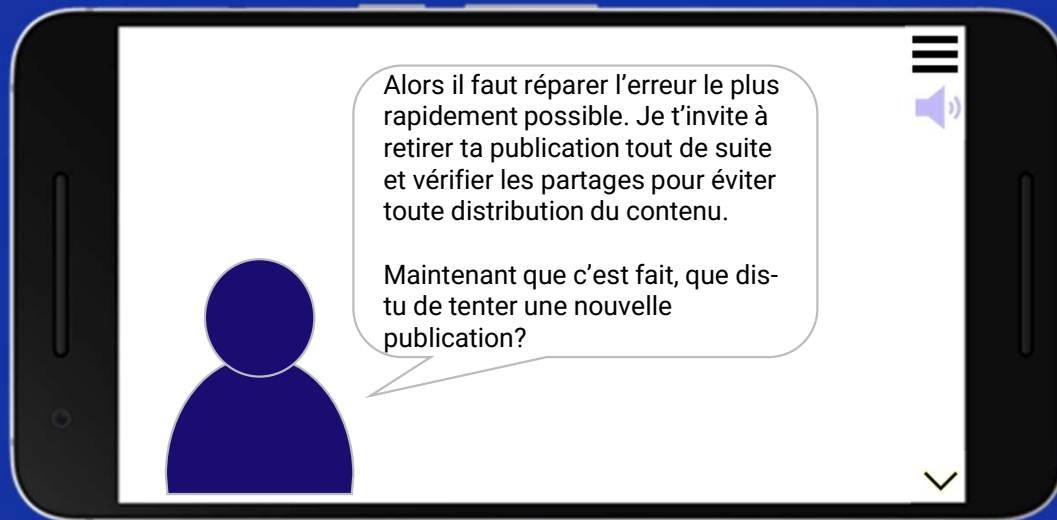 Alors il faut réparer l’erreur le plus
rapidement possible. Je t’invite à
retirer ta publication tout de suite
et vérifier les partages pour éviter
toute distribution du contenu.
Maintenant que c’est fait, que dis-
tu de tenter une nouvelle
publication?